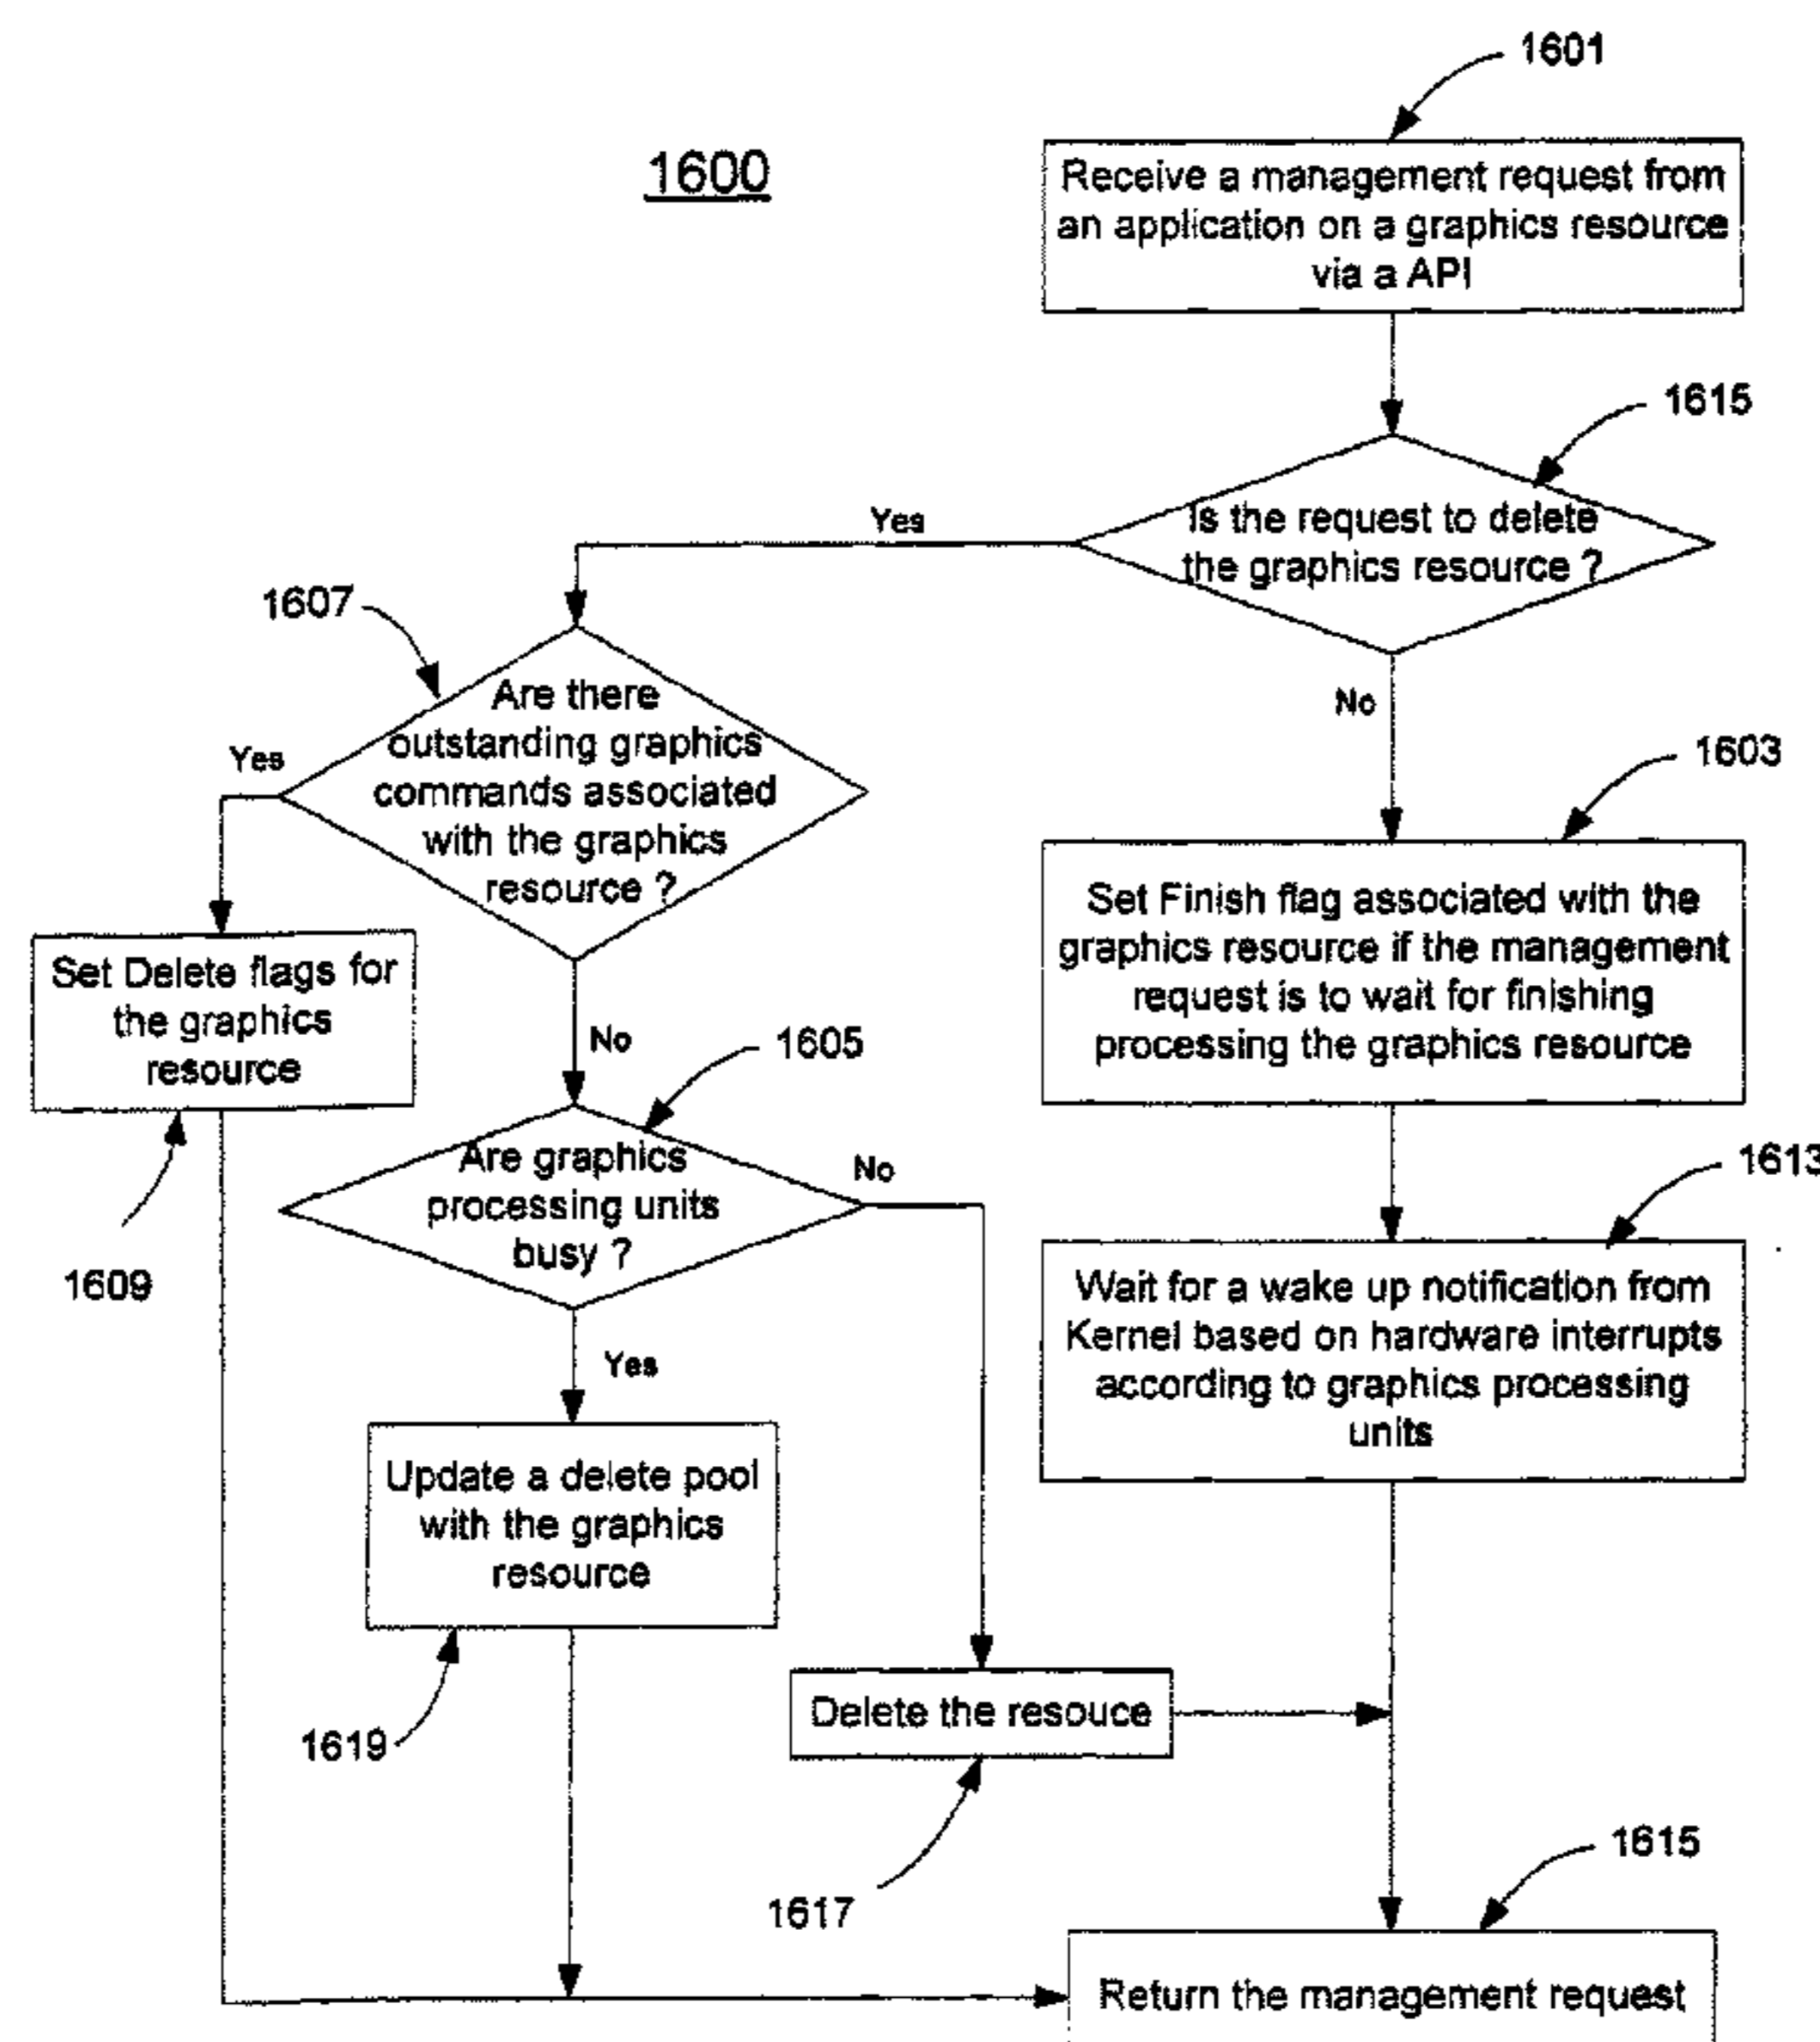 1601
1600
Receive a management request from
an application on a graphics resource
via a API
1615
Is the request to delete
the graphics resource ?
Yes
No
1607
Are there
outstanding graphics
commands associated
with the graphics
resource ?
Yes
No
1603
Set Finish flag associated with the
graphics resource if the management
request is to wait for finishing
processing the graphics resource
Set Delete flags for
the graphics
resource
1609
1605
Are graphics
processing units
busy ?
No
Yes
1613
Wait for a wake up notification from
Kernel based on hardware interrupts
according to graphics processing
units
Update a delete pool
with the graphics
resource
1619
Delete the resouce
1617
1615
Return the management request